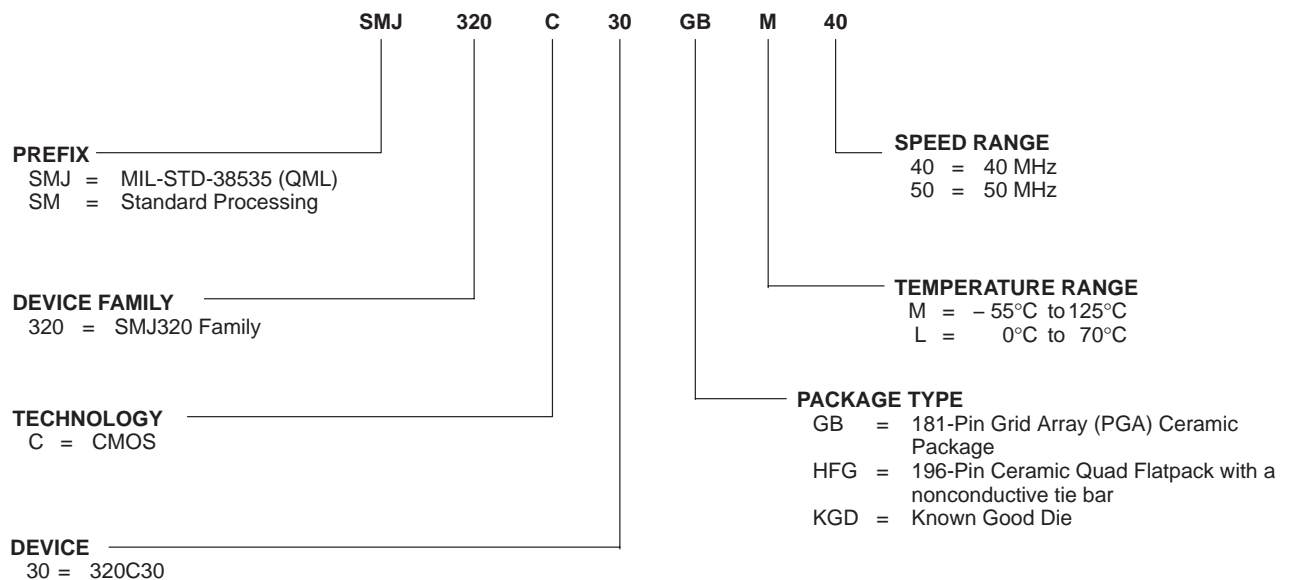 SMJ 320 C 30 GB M 40
PREFIX
SMJ = MIL-STD-38535 (QML)
SM = Standard Processing
DEVICE FAMILY
320 = SMJ320 Family
TECHNOLOGY
C = CMOS
DEVICE
30 = 320C30
SPEED RANGE
40 = 40 MHz
50 = 50 MHz
TEMPERATURE RANGE
M = – 55°C to 125°C
L = 0°C to 70°C
PACKAGE TYPE
GB = 181-Pin Grid Array (PGA) Ceramic
Package
HFG = 196-Pin Ceramic Quad Flatpack with a
nonconductive tie bar
KGD = Known Good Die